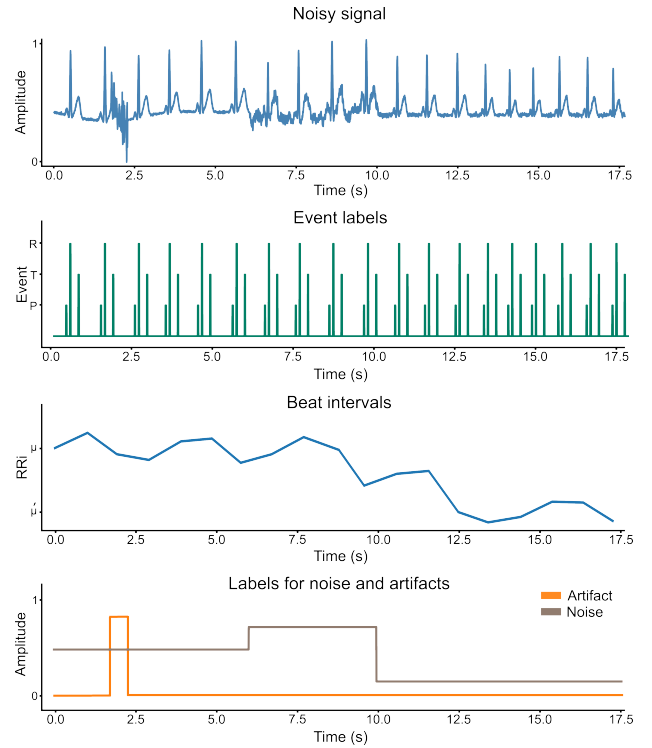 Noisy signal
1
Amplitude
0
0.0 2.5 5.0 7.5 10.0 12.5 15.0 17.5
Time (s)
Event labels
R
T
P
Event
0.0 2.5 5.0 7.5 10.0 12.5 15.0 17.5
Time (s)
Beat intervals
μ
RRi
μ′
0.0 2.5 5.0 7.5 10.0 12.5 15.0 17.5
Time (s)
Labels for noise and artifacts
1
Artifact
Noise
Amplitude
0
0.0 2.5 5.0 7.5 10.0 12.5 15.0 17.5
Time (s)